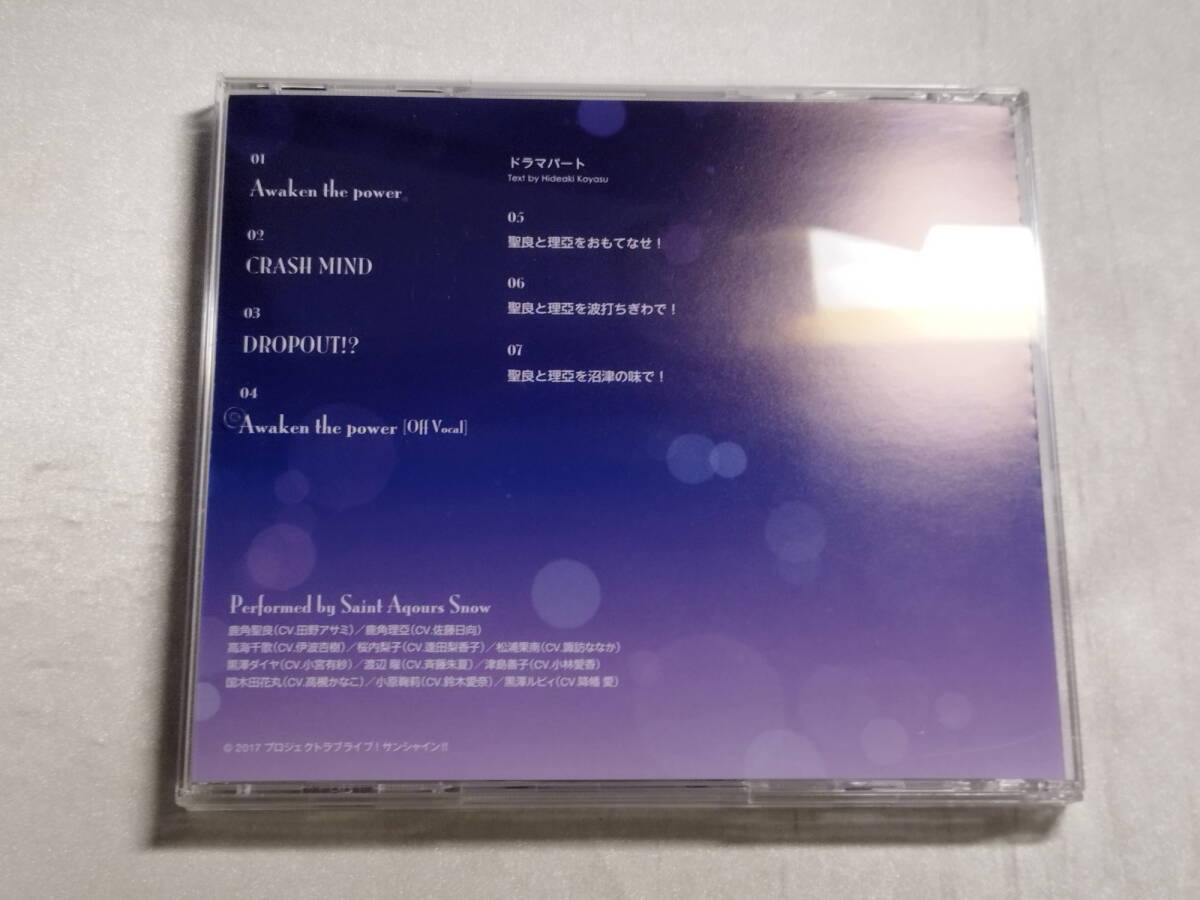 01
Awaken the power
02
CRASH MIND
03
DROPOUT!?
04
Awaken the power [Off Vocal]
ドラマパート
Text by Hideaki Koyasu
05
聖良と理亞をおもてなせ！
06
聖良と理亞を波打ちぎわで！
07
聖良と理亞を沼津の味で！
Performed by Saint Aqours Snow
鹿角聖良(CV.田野アサミ)／鹿角理亞(CV.佐藤日向)
高海千歌(CV.伊波杏樹)／桜内梨子(CV.逢田梨香子)／松浦果南(CV.諏訪ななか)
黒澤ダイヤ(CV.小宮有紗)／渡辺 曜(CV.斉藤朱夏)／津島善子(CV.小林愛香)
国木田花丸(CV.高槻かなこ)／小原鞠莉(CV.鈴木愛奈)／黒澤ルビィ(CV.降幡 愛)
© 2017 プロジェクトラブライブ！サンシャイン!!